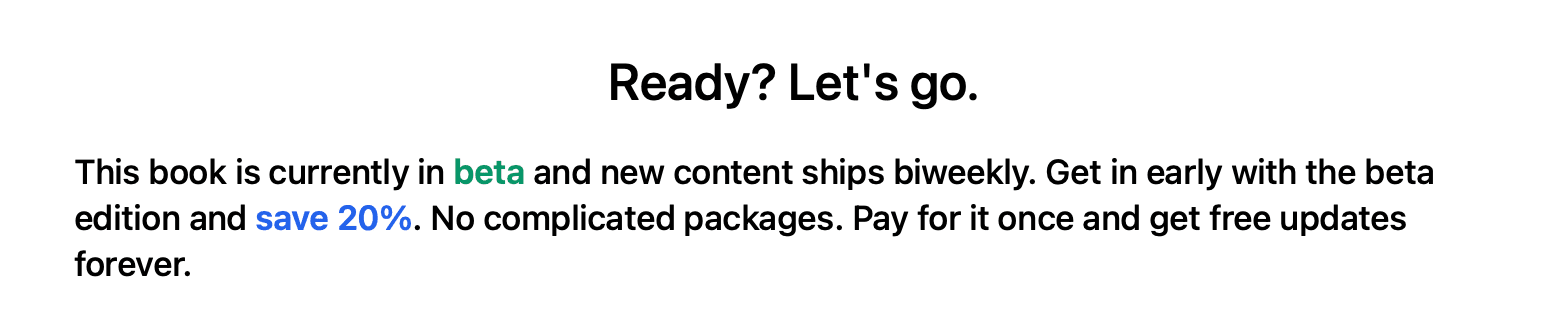 Ready? Let's go.
This book is currently in beta and new content ships biweekly. Get in early with the beta
edition and save 20%. No complicated packages. Pay for it once and get free updates
forever.